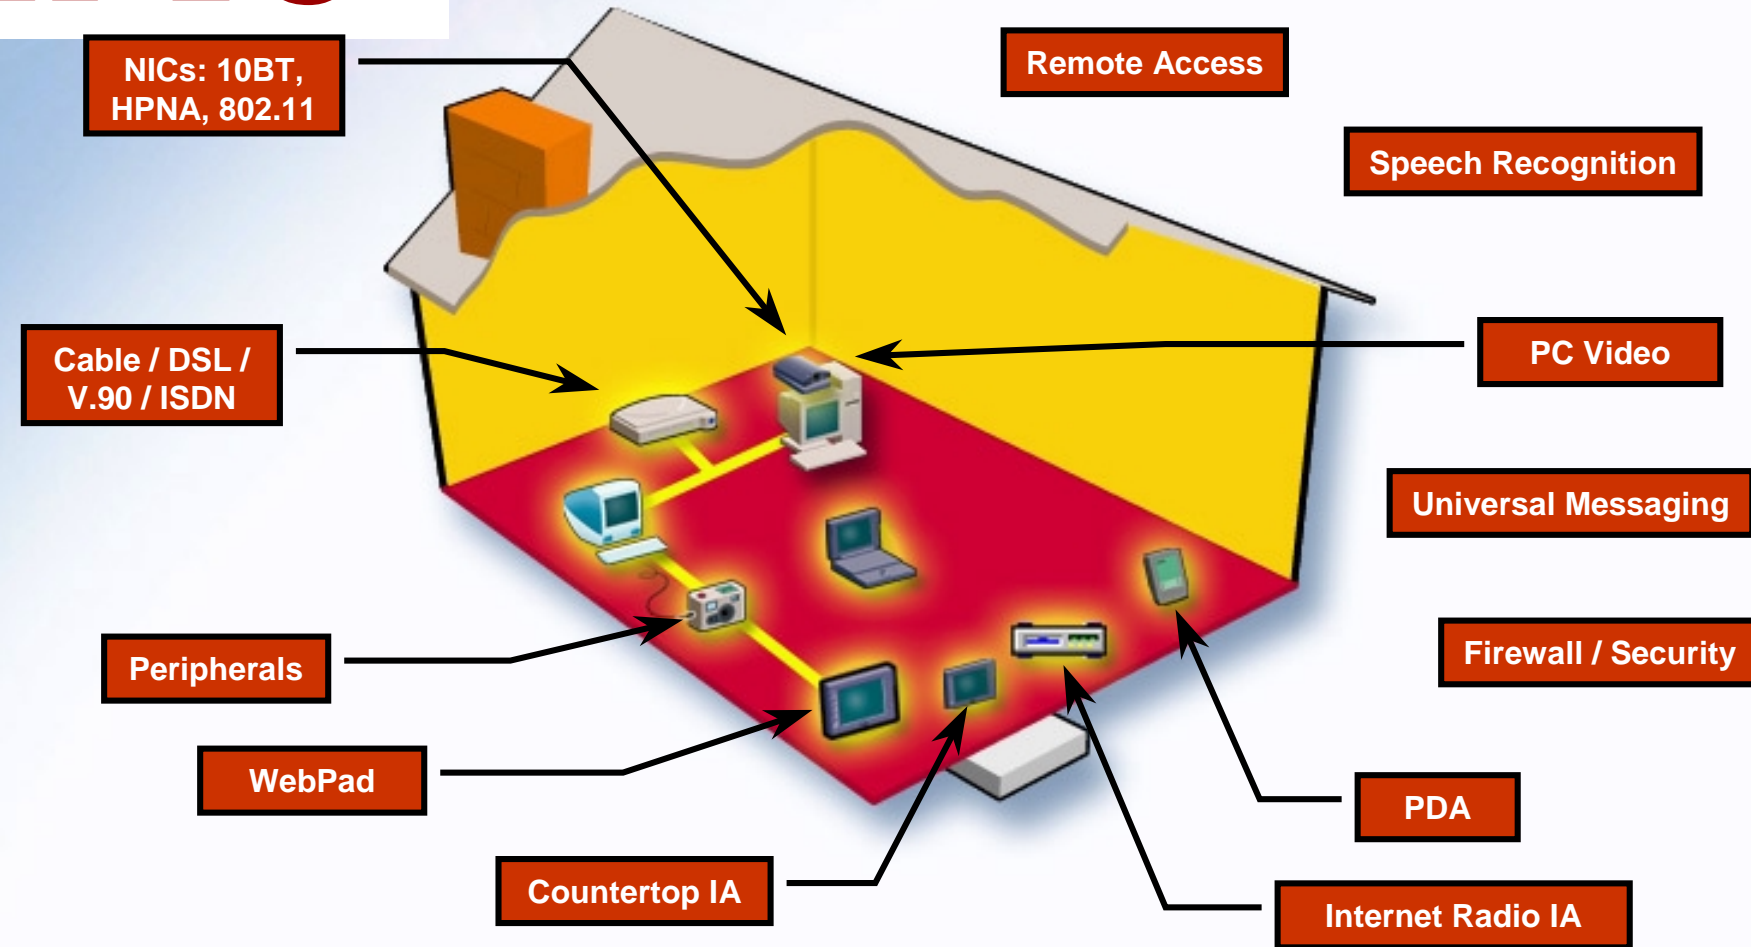 NICs: 10BT,
HPNA, 802.11
Remote Access
Speech Recognition
Cable / DSL /
V.90 / ISDN
PC Video
Universal Messaging
Peripherals
Firewall / Security
WebPad
PDA
Countertop IA
Internet Radio IA